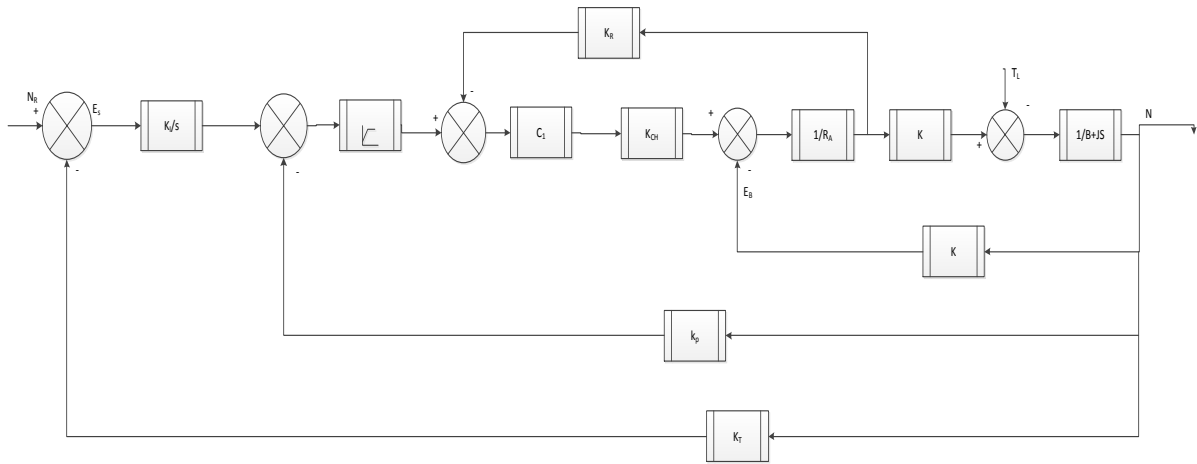 K_R
N_R
+
E_s
K_i/s
-
-
+
-
C_1
K_CH
+
-
E_B
1/R_A
K
T_L
-
+
1/B+JS
N
K
k_p
K_T